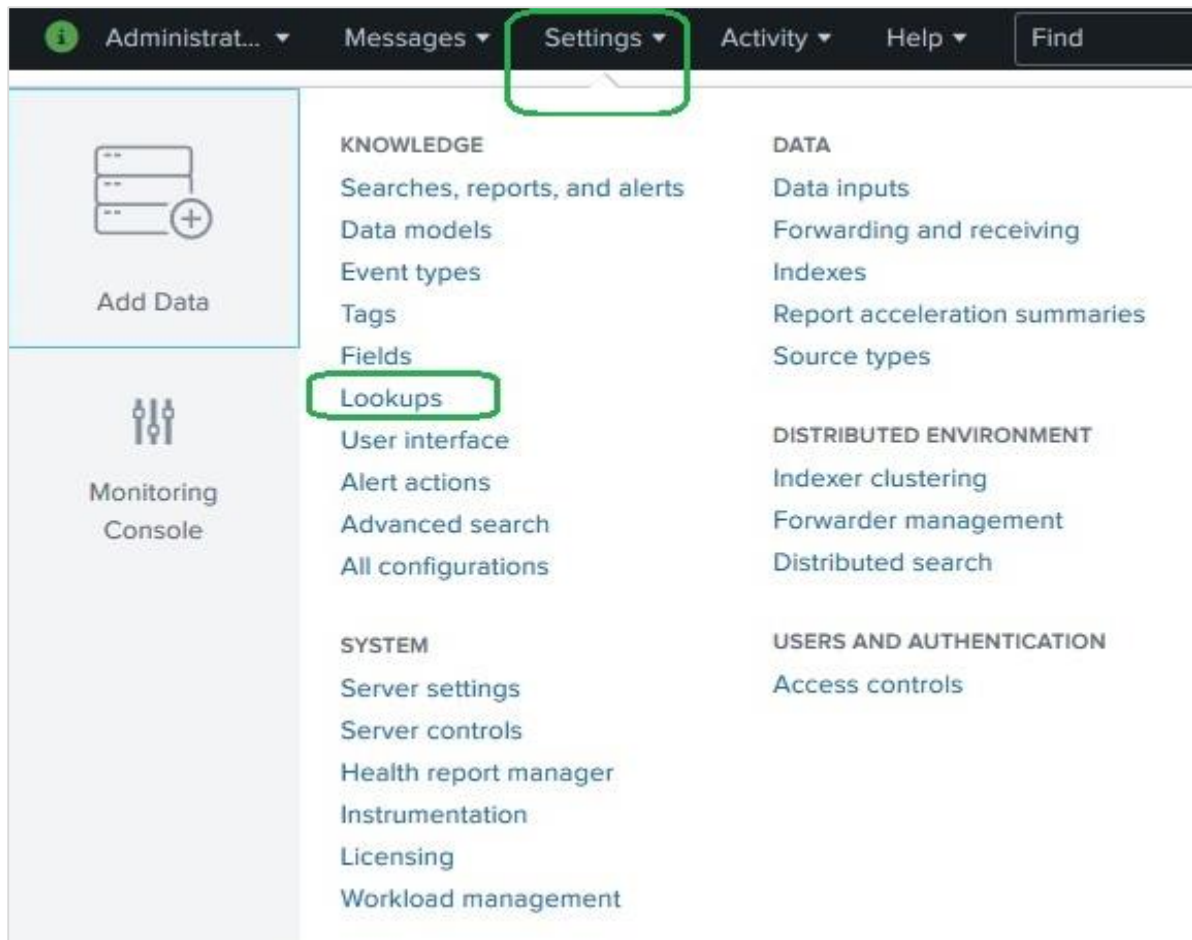 i Administrat... Messages Settings Activity Help Find
Add Data
Monitoring
Console
KNOWLEDGE
Searches, reports, and alerts
Data models
Event types
Tags
Fields
Lookups
User interface
Alert actions
Advanced search
All configurations
SYSTEM
Server settings
Server controls
Health report manager
Instrumentation
Licensing
Workload management
DATA
Data inputs
Forwarding and receiving
Indexes
Report acceleration summaries
Source types
DISTRIBUTED ENVIRONMENT
Indexer clustering
Forwarder management
Distributed search
USERS AND AUTHENTICATION
Access controls